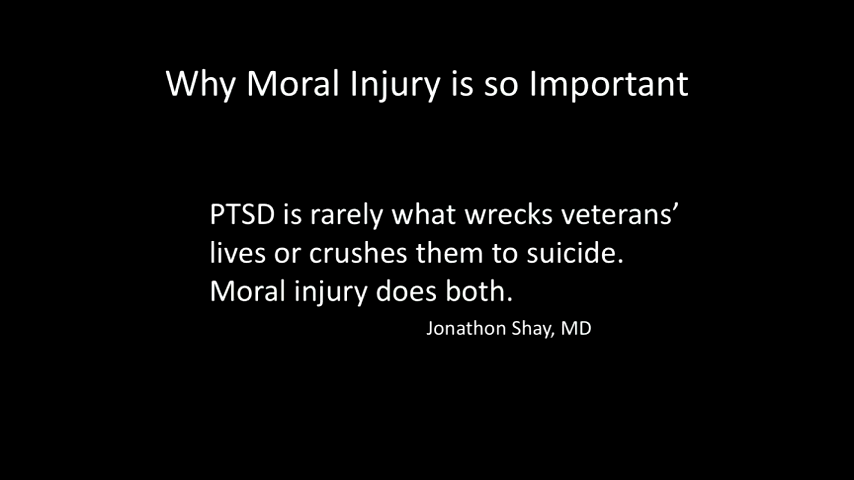 Why Moral Injury is so Important
PTSD is rarely what wrecks veterans’
lives or crushes them to suicide.
Moral injury does both.
Jonathon Shay, MD